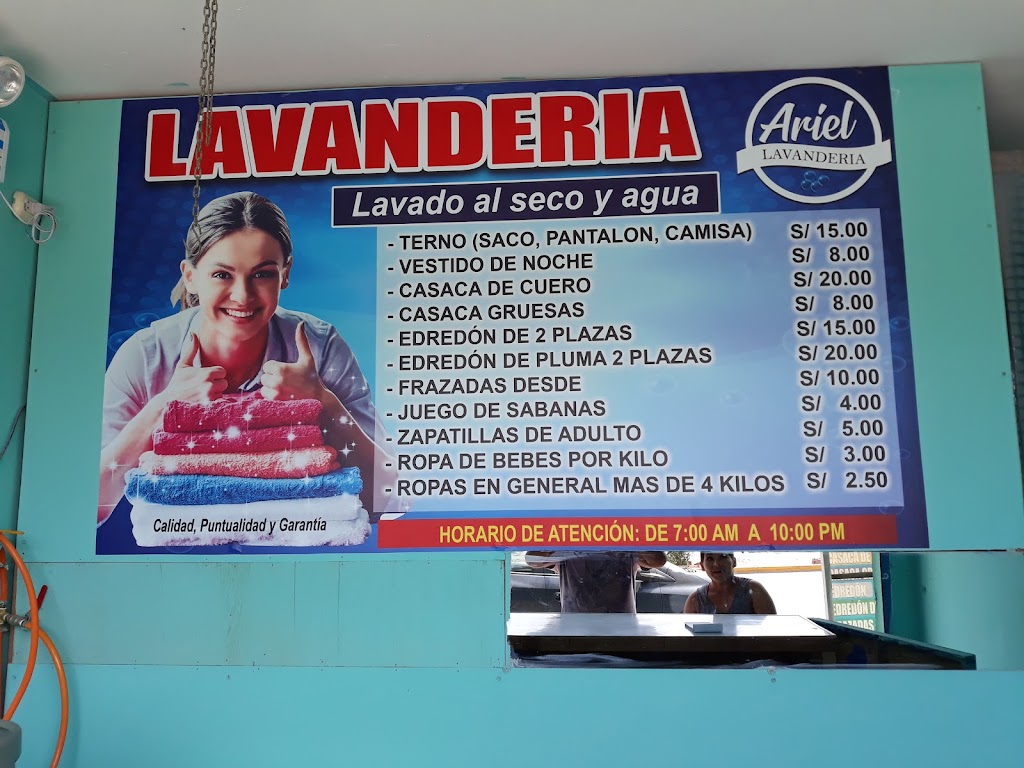 LAVANDERIA
Ariel
LAVANDERIA
Lavado al seco y agua
- TERNO (SACO, PANTALON, CAMISA) S/ 15.00
- VESTIDO DE NOCHE S/ 8.00
- CASACA DE CUERO S/ 20.00
- CASACA GRUESAS S/ 8.00
- EDREDÓN DE 2 PLAZAS S/ 15.00
- EDREDÓN DE PLUMA 2 PLAZAS S/ 20.00
- FRAZADAS DESDE S/ 10.00
- JUEGO DE SABANAS S/ 4.00
- ZAPATILLAS DE ADULTO S/ 5.00
- ROPA DE BEBES POR KILO S/ 3.00
- ROPAS EN GENERAL MAS DE 4 KILOS S/ 2.50
Calidad, Puntualidad y Garantía
HORARIO DE ATENCIÓN: DE 7:00 AM A 10:00 PM
CASACA DE
EDREDÓN
EDREDÓN D